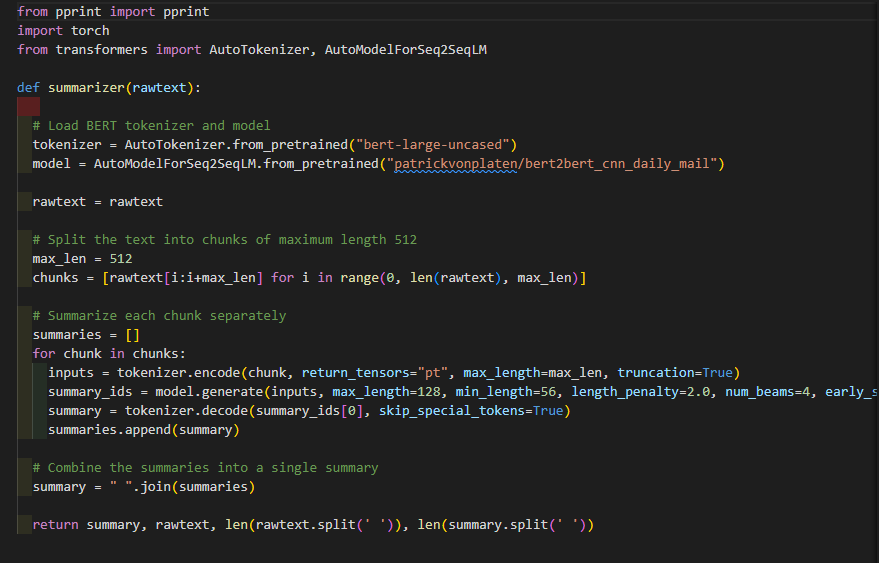 from pprint import pprint
import torch
from transformers import AutoTokenizer, AutoModelForSeq2SeqLM
def summarizer(rawtext):
# Load BERT tokenizer and model
tokenizer = AutoTokenizer.from_pretrained("bert-large-uncased")
model = AutoModelForSeq2SeqLM.from_pretrained("patrickvonplaten/bert2bert_cnn_daily_mail")
rawtext = rawtext
# Split the text into chunks of maximum length 512
max_len = 512
chunks = [rawtext[i:i+max_len] for i in range(0, len(rawtext), max_len)]
# Summarize each chunk separately
summaries = []
for chunk in chunks:
inputs = tokenizer.encode(chunk, return_tensors="pt", max_length=max_len, truncation=True)
summary_ids = model.generate(inputs, max_length=128, min_length=56, length_penalty=2.0, num_beams=4, early_s
summary = tokenizer.decode(summary_ids[0], skip_special_tokens=True)
summaries.append(summary)
# Combine the summaries into a single summary
summary = " ".join(summaries)
return summary, rawtext, len(rawtext.split(' ')), len(summary.split(' '))